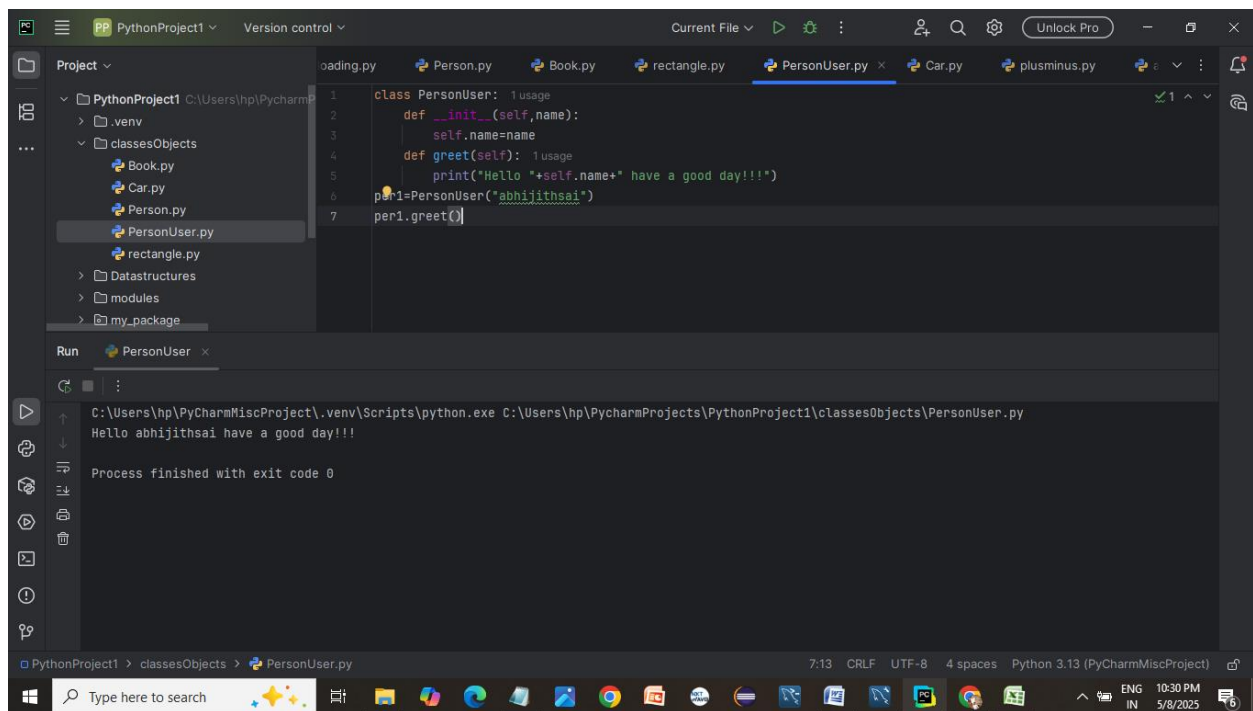 PC PP PythonProject1 Version control Current File Unlock Pro
Project
oading.py Person.py Book.py rectangle.py PersonUser.py Car.py plusminus.py
PythonProject1 C:\Users\hp\PycharmP
.venv
classesObjects
Book.py
Car.py
Person.py
PersonUser.py
rectangle.py
Datastructures
modules
my_package
1 class PersonUser: 1 usage
2 def __init__(self,name):
3 self.name=name
4 def greet(self): 1 usage
5 print("Hello "+self.name+" have a good day!!!")
6 per1=PersonUser("abhijithsai")
7 per1.greet()
1
Run PersonUser
C:\Users\hp\PyCharmMiscProject\.venv\Scripts\python.exe C:\Users\hp\PycharmProjects\PythonProject1\classesObjects\PersonUser.py
Hello abhijithsai have a good day!!!
Process finished with exit code 0
PythonProject1 > classesObjects > PersonUser.py 7:13 CRLF UTF-8 4 spaces Python 3.13 (PyCharmMiscProject)
Type here to search
ENG 10:30 PM
IN 5/8/2025
6